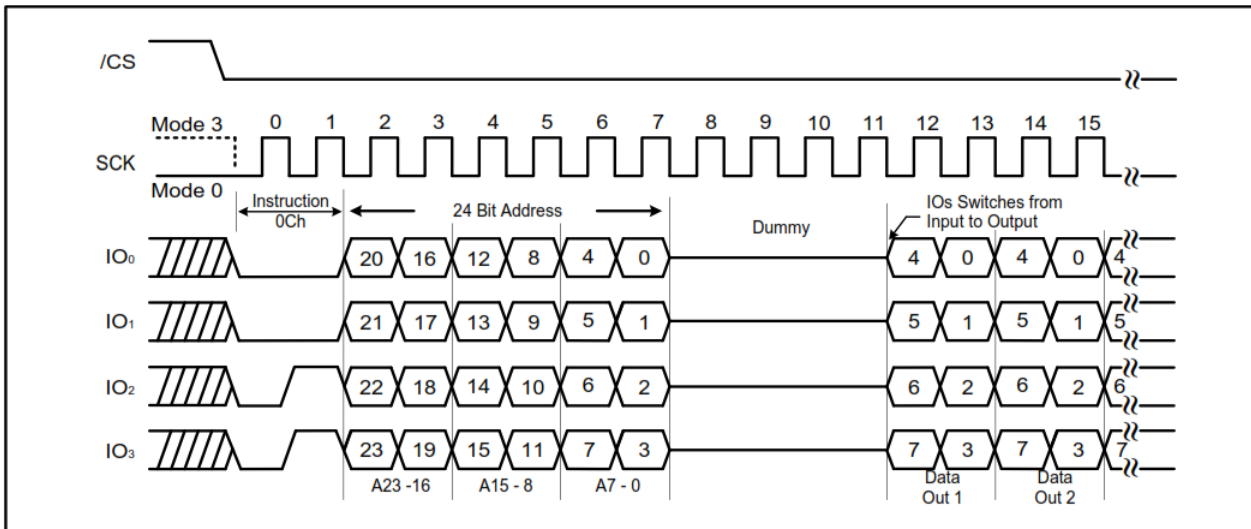 /CS
Mode 3 0 1 2 3 4 5 6 7 8 9 10 11 12 13 14 15
SCK
Mode 0
Instruction
0Ch
24 Bit Address
Dummy
IOs Switches from
Input to Output
IO0 20 16 12 8 4 0 4 0 4 0 4
IO1 21 17 13 9 5 1 5 1 5 1 5
IO2 22 18 14 10 6 2 6 2 6 2 6
IO3 23 19 15 11 7 3 7 3 7 3 7
A23 -16 A15 - 8 A7 - 0
Data
Out 1
Data
Out 2